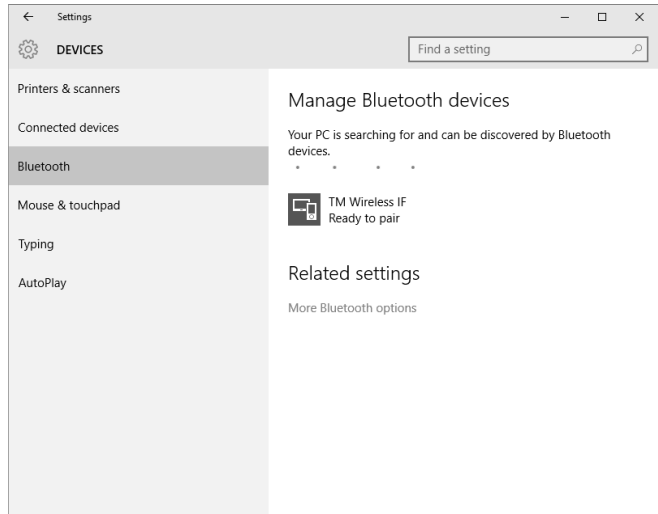 Settings
DEVICES
Find a setting
Printers & scanners
Connected devices
Bluetooth
Mouse & touchpad
Typing
AutoPlay
Manage Bluetooth devices
Your PC is searching for and can be discovered by Bluetooth
devices.
TM Wireless IF
Ready to pair
Related settings
More Bluetooth options